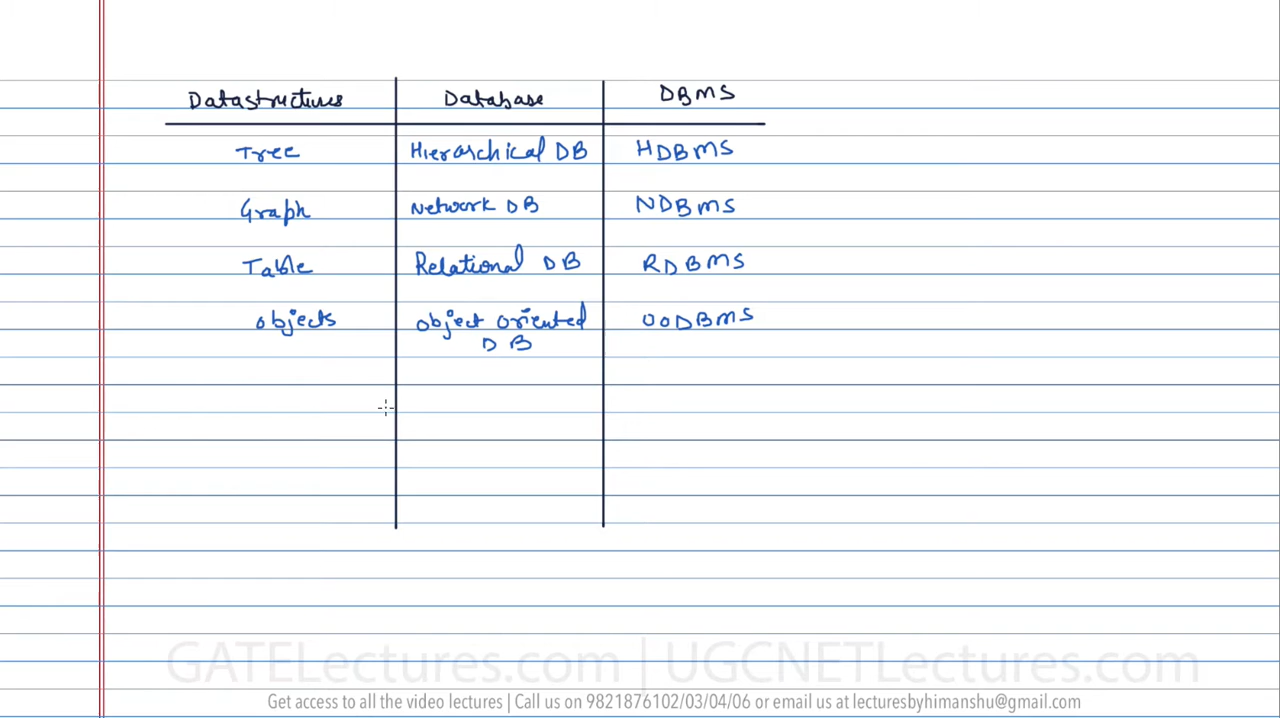 Datastructures Database DBMS
Tree Hierarchical DB HDBMS
Graph Network DB NDBMS
Table Relational DB RDBMS
objects object oriented OODBMS
DB
GATELectures.com | UGCNETLectures.com
Get access to all the video lectures | Call us on 9821876102/03/04/06 or email us at lecturesbyhimanshu@gmail.com